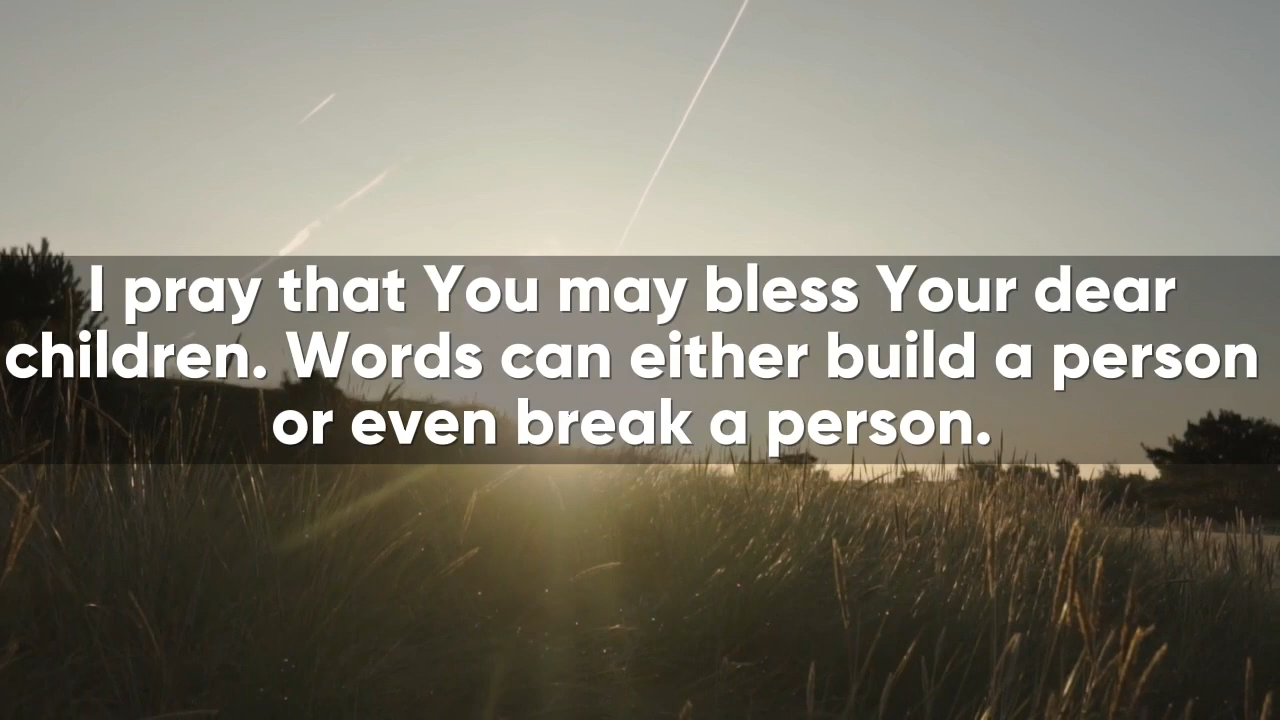 I pray that You may bless Your dear
children. Words can either build a person
or even break a person.